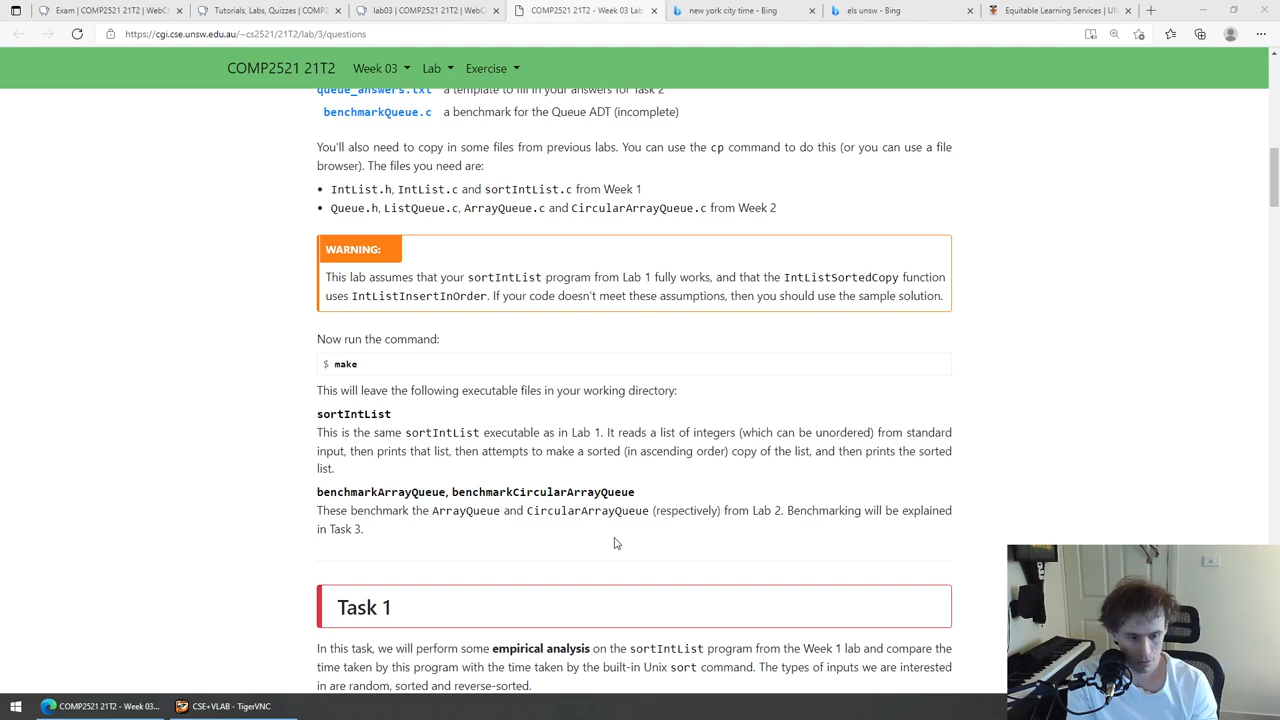 Exam | COMP2521 21T2 | WebC
Tutorials, Labs, Quizzes | COMP2
lab03 | COMP2521 21T2 | WebC
COMP2521 21T2 - Week 03 Lab
new york city time - Bing
els unsw - Bing
Equitable Learning Services | UN
https://cgi.cse.unsw.edu.au/~cs2521/21T2/lab/3/questions
COMP2521 21T2 Week 03 Lab Exercise
queue_answers.txt a template to fill in your answers for Task 2
benchmarkQueue.c a benchmark for the Queue ADT (incomplete)
You'll also need to copy in some files from previous labs. You can use the cp command to do this (or you can use a file
browser). The files you need are:
• IntList.h, IntList.c and sortIntList.c from Week 1
• Queue.h, ListQueue.c, ArrayQueue.c and CircularArrayQueue.c from Week 2
WARNING:
This lab assumes that your sortIntList program from Lab 1 fully works, and that the IntListSortedCopy function
uses IntListInsertInOrder. If your code doesn't meet these assumptions, then you should use the sample solution.
Now run the command:
$ make
This will leave the following executable files in your working directory:
sortIntList
This is the same sortIntList executable as in Lab 1. It reads a list of integers (which can be unordered) from standard
input, then prints that list, then attempts to make a sorted (in ascending order) copy of the list, and then prints the sorted
list.
benchmarkArrayQueue, benchmarkCircularArrayQueue
These benchmark the ArrayQueue and CircularArrayQueue (respectively) from Lab 2. Benchmarking will be explained
in Task 3.
Task 1
In this task, we will perform some empirical analysis on the sortIntList program from the Week 1 lab and compare the
time taken by this program with the time taken by the built-in Unix sort command. The types of inputs we are interested
in are random, sorted and reverse-sorted.
COMP2521 21T2 - Week 03...
CSE+VLAB - TigerVNC